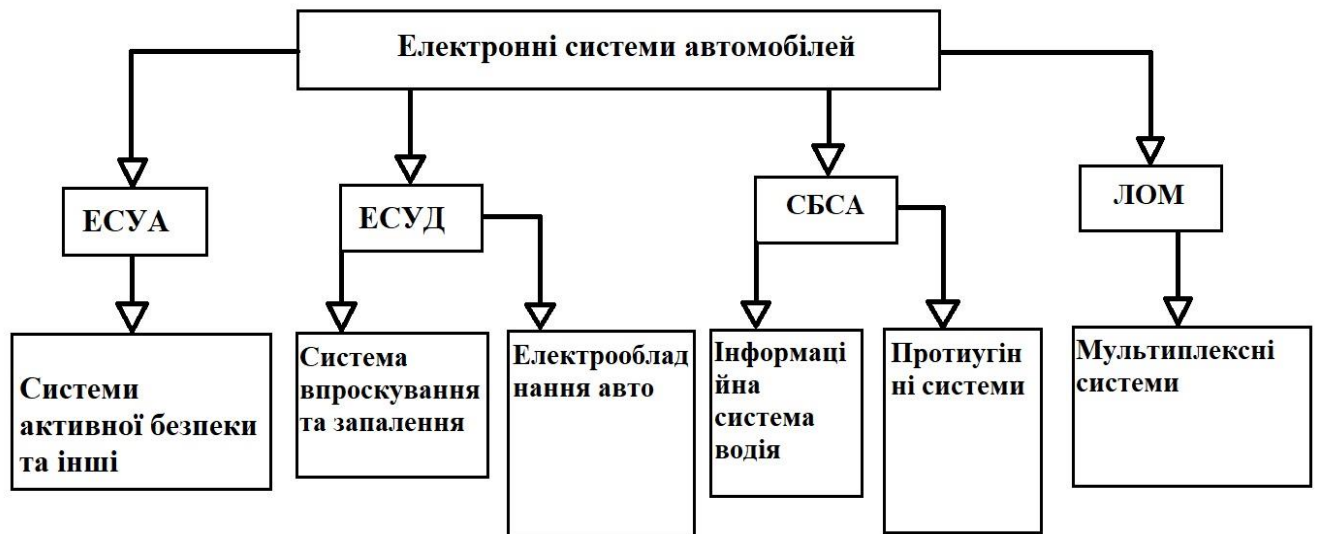 Електронні системи автомобілей
ЕСУА
ЕСУД
СБСА
ЛОМ
Системи
активної безпеки
та інші
Система
впроскування
та запалення
Електрооблад
нання авто
Інформаці
йна
система
водія
Протиугін
ні системи
Мультиплексні
системи